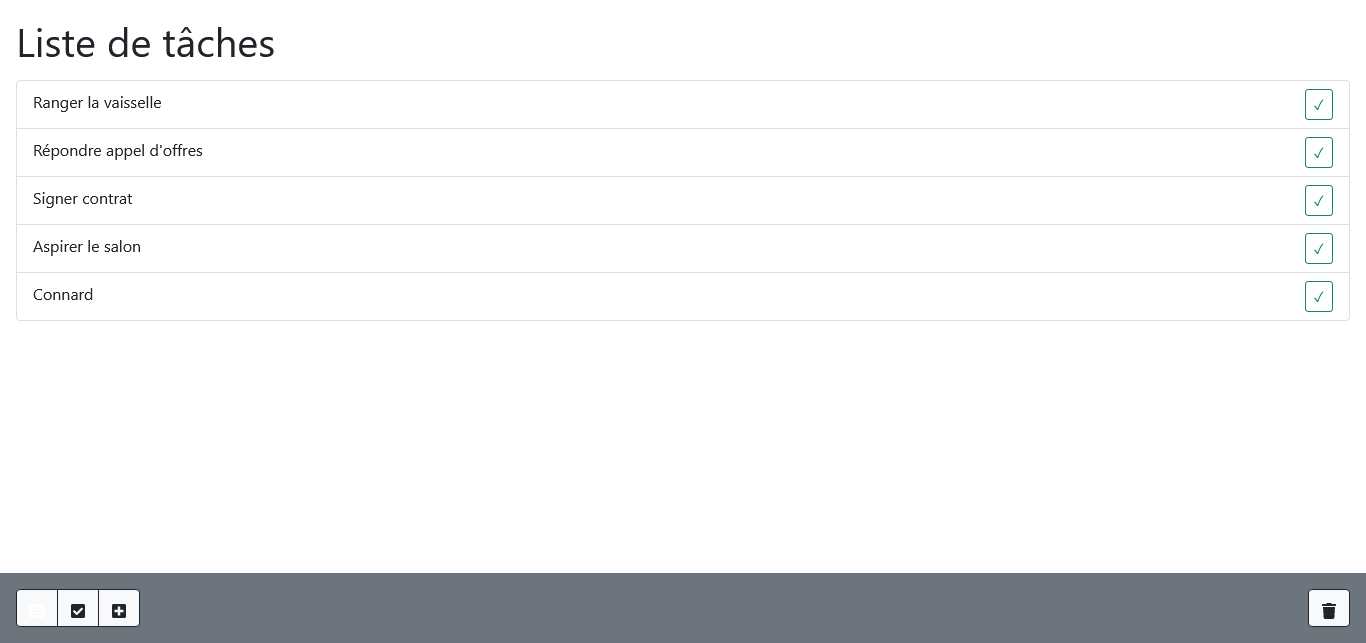 Liste de tâches
Ranger la vaisselle
Répondre appel d'offres
Signer contrat
Aspirer le salon
Connard